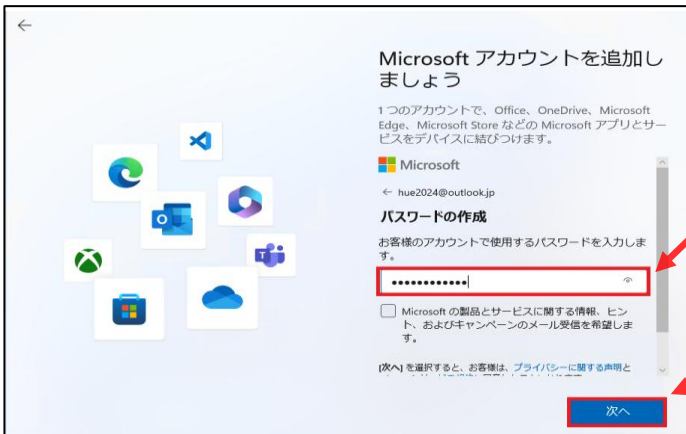 ←
Microsoft アカウントを追加し
ましょう
1 つのアカウントで、Office、OneDrive、Microsoft
Edge、Microsoft Store などの Microsoft アプリとサー
ビスをデバイスに結びつけます。
Microsoft
← hue2024@outlook.jp
パスワードの作成
お客様のアカウントで使用するパスワードを入力しま
す。
••••••••••••
Microsoft の製品とサービスに関する情報、ヒン
ト、およびキャンペーンのメール受信を希望しま
す。
[次へ] を選択すると、お客様は、プライバシーに関する声明と
次へ